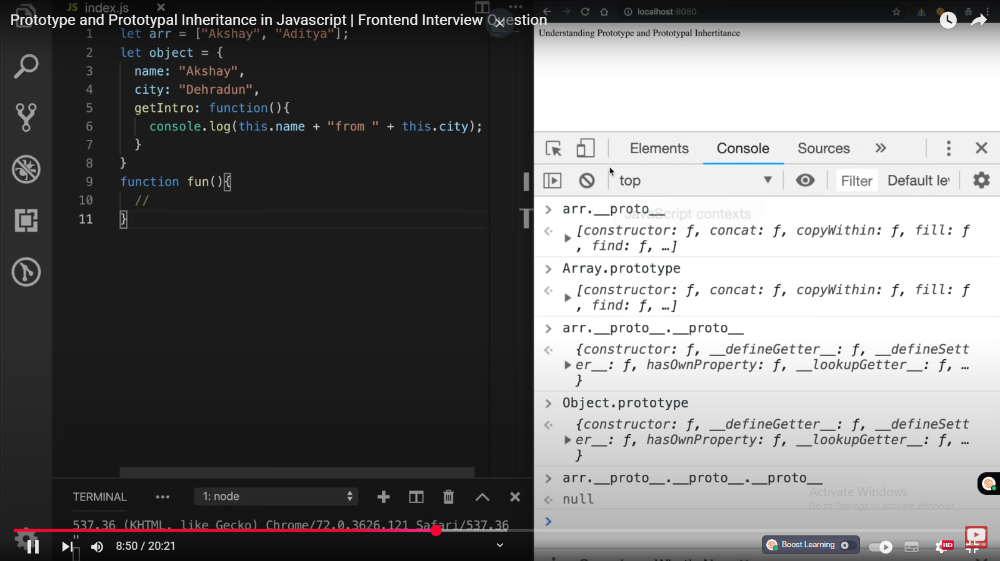 JS index.js
Prototype and Prototypal Inheritance in Javascript | Frontend Interview Question
1 let arr = ["Akshay", "Aditya"];
2 let object = {
3 name: "Akshay",
4 city: "Dehradun",
5 getIntro: function(){
6 console.log(this.name + "from " + this.city);
7 }
8 }
9 function fun(){
10 //
11 }
TERMINAL ••• 1: node
537.36 (KHTML, like Gecko) Chrome/72.0.3626.121 Safari/537.36
"
8:50 / 20:21
localhost:8080
Understanding Prototype and Prototypal Inhertitance
Elements Console Sources »
top Filter Default le
JavaScript contexts
> arr.__proto__
[constructor: ƒ, concat: ƒ, copyWithin: ƒ, fill: ƒ
, find: ƒ, …]
> Array.prototype
[constructor: ƒ, concat: ƒ, copyWithin: ƒ, fill: ƒ
, find: ƒ, …]
> arr.__proto__.__proto__
{constructor: ƒ, __defineGetter__: ƒ, __defineSett
er__: ƒ, hasOwnProperty: ƒ, __lookupGetter__: ƒ, …
}
> Object.prototype
{constructor: ƒ, __defineGetter__: ƒ, __defineSett
er__: ƒ, hasOwnProperty: ƒ, __lookupGetter__: ƒ, …
}
> arr.__proto__.__proto__.__proto__
null
>
Activate Windows
Go to Settings to activate Windows.
Boost Learning
HD